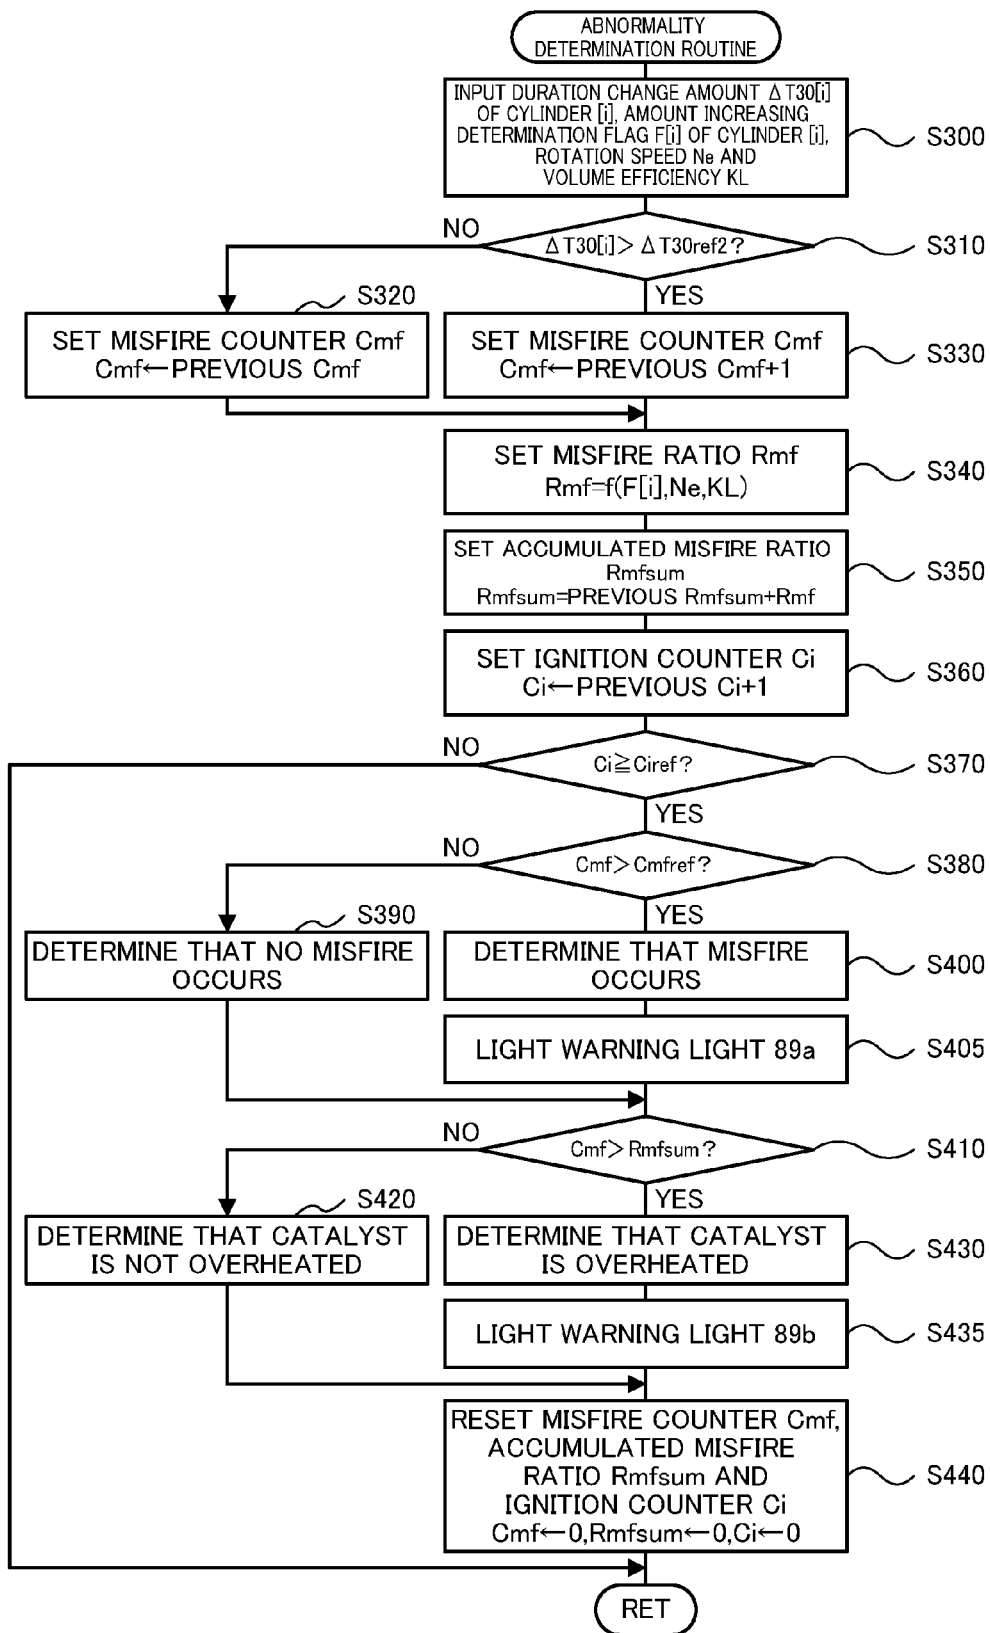 ABNORMALITY
DETERMINATION ROUTINE
INPUT DURATION CHANGE AMOUNT ΔT30[i]
OF CYLINDER [i], AMOUNT INCREASING
DETERMINATION FLAG F[i] OF CYLINDER [i],
ROTATION SPEED Ne AND
VOLUME EFFICIENCY KL
S300
NO
ΔT30[i]>ΔT30ref2?
S310
YES
S320
SET MISFIRE COUNTER Cmf
Cmf←PREVIOUS Cmf
SET MISFIRE COUNTER Cmf
Cmf←PREVIOUS Cmf+1
S330
SET MISFIRE RATIO Rmf
Rmf=f(F[i],Ne,KL)
S340
SET ACCUMULATED MISFIRE RATIO
Rmfsum
Rmfsum=PREVIOUS Rmfsum+Rmf
S350
SET IGNITION COUNTER Ci
Ci←PREVIOUS Ci+1
S360
NO
Ci≧Ciref?
S370
YES
NO
Cmf>Cmfref?
S380
YES
S390
DETERMINE THAT NO MISFIRE
OCCURS
DETERMINE THAT MISFIRE
OCCURS
S400
LIGHT WARNING LIGHT 89a
S405
NO
Cmf>Rmfsum?
S410
YES
S420
DETERMINE THAT CATALYST
IS NOT OVERHEATED
DETERMINE THAT CATALYST
IS OVERHEATED
S430
LIGHT WARNING LIGHT 89b
S435
RESET MISFIRE COUNTER Cmf,
ACCUMULATED MISFIRE
RATIO Rmfsum AND
IGNITION COUNTER Ci
Cmf←0,Rmfsum←0,Ci←0
S440
RET